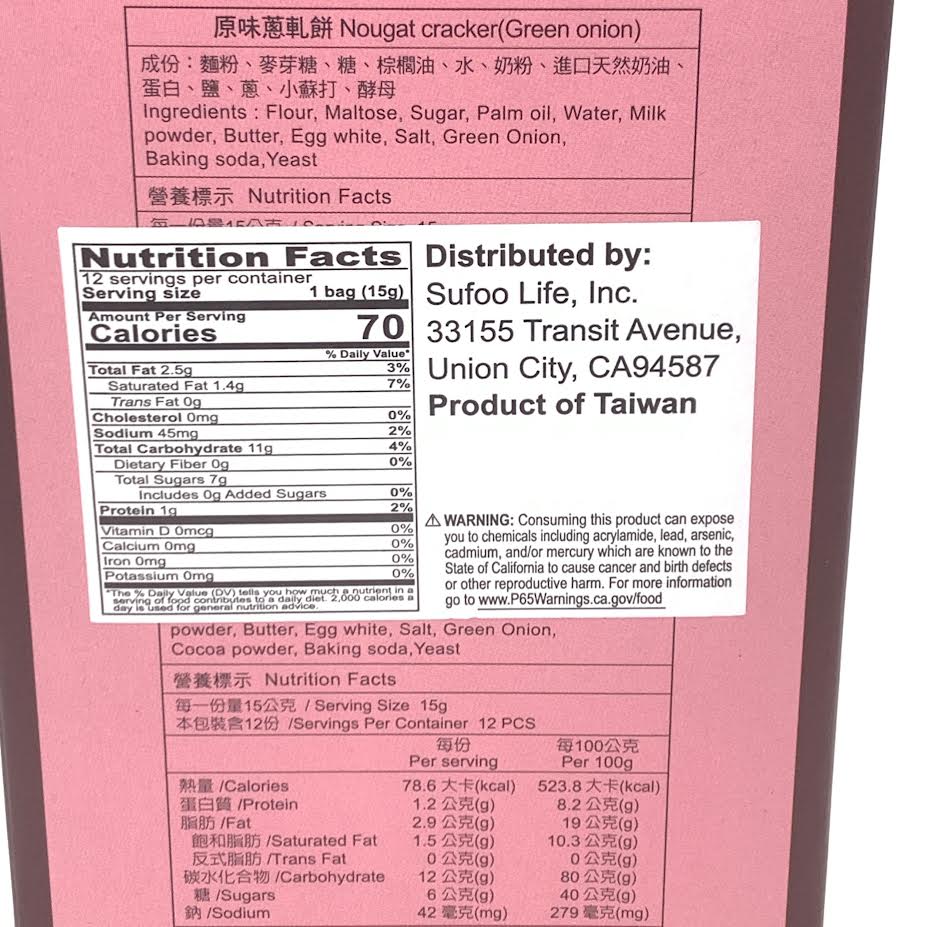 原味蔥軋餅 Nougat cracker(Green onion)
成份：麵粉、麥芽糖、糖、棕櫚油、水、奶粉、進口天然奶油、
蛋白、鹽、蔥、小蘇打、酵母
Ingredients : Flour, Maltose, Sugar, Palm oil, Water, Milk
powder, Butter, Egg white, Salt, Green Onion,
Baking soda,Yeast
營養標示 Nutrition Facts
每一份量15公克 / Serving Size 15
Nutrition Facts
12 servings per container
Serving size 1 bag (15g)
Amount Per Serving
Calories 70
% Daily Value*
Total Fat 2.5g 3%
Saturated Fat 1.4g 7%
Trans Fat 0g
Cholesterol 0mg 0%
Sodium 45mg 2%
Total Carbohydrate 11g 4%
Dietary Fiber 0g 0%
Total Sugars 7g
Includes 0g Added Sugars 0%
Protein 1g 2%
Vitamin D 0mcg 0%
Calcium 0mg 0%
Iron 0mg 0%
Potassium 0mg 0%
*The % Daily Value (DV) tells you how much a nutrient in a
serving of food contributes to a daily diet. 2,000 calories a
day is used for general nutrition advice.
Distributed by:
Sufoo Life, Inc.
33155 Transit Avenue,
Union City, CA94587
Product of Taiwan
⚠ WARNING: Consuming this product can expose
you to chemicals including acrylamide, lead, arsenic,
cadmium, and/or mercury which are known to the
State of California to cause cancer and birth defects
or other reproductive harm. For more information
go to www.P65Warnings.ca.gov/food
powder, Butter, Egg white, Salt, Green Onion,
Cocoa powder, Baking soda,Yeast
營養標示 Nutrition Facts
每一份量15公克 / Serving Size 15g
本包裝含12份 /Servings Per Container 12 PCS
每份 每100公克
Per serving Per 100g
熱量 /Calories 78.6 大卡(kcal) 523.8 大卡(kcal)
蛋白質 /Protein 1.2 公克(g) 8.2 公克(g)
脂肪 /Fat 2.9 公克(g) 19 公克(g)
飽和脂肪 /Saturated Fat 1.5 公克(g) 10.3 公克(g)
反式脂肪 /Trans Fat 0 公克(g) 0 公克(g)
碳水化合物 /Carbohydrate 12 公克(g) 80 公克(g)
糖 /Sugars 6 公克(g) 40 公克(g)
鈉 /Sodium 42 毫克(mg) 279 毫克(mg)